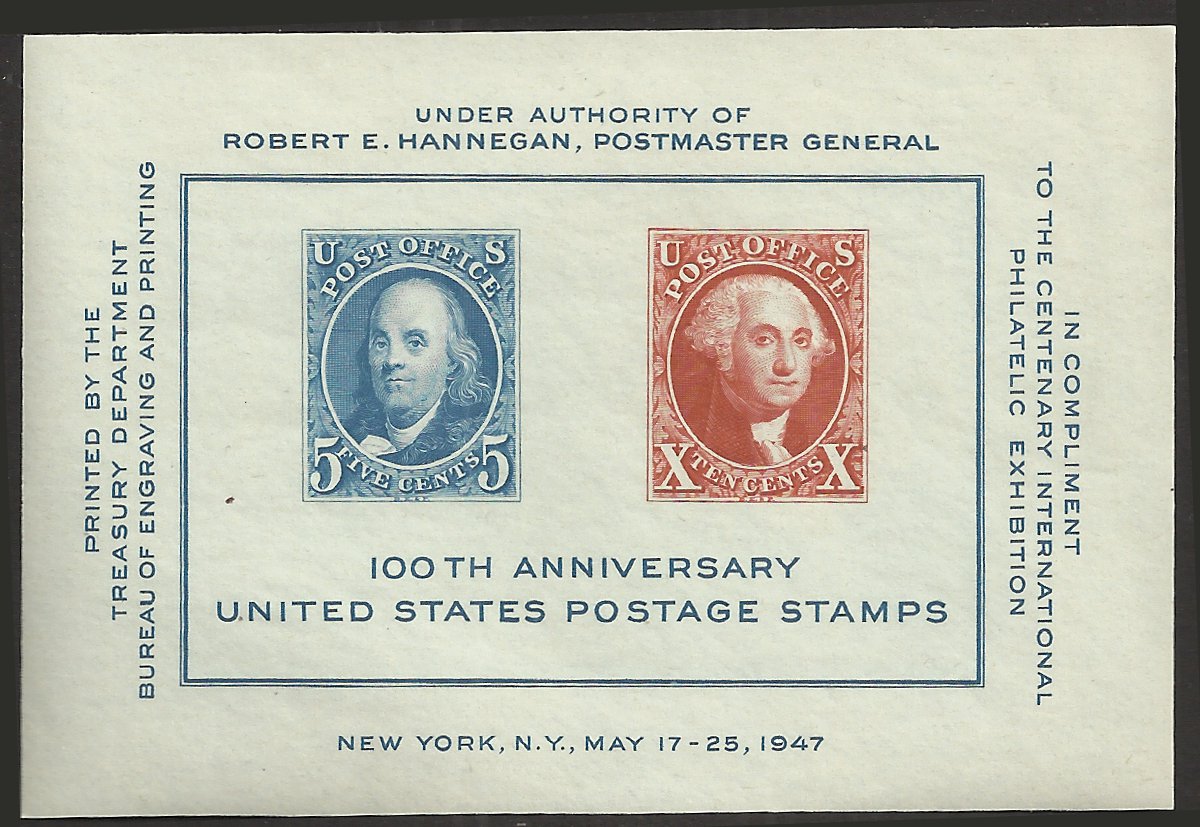 UNDER AUTHORITY OF
ROBERT E. HANNEGAN, POSTMASTER GENERAL
PRINTED BY THE
TREASURY DEPARTMENT
BUREAU OF ENGRAVING AND PRINTING
U S
POST OFFICE
5 FIVE CENTS 5
U S
POST OFFICE
X TEN CENTS X
100TH ANNIVERSARY
UNITED STATES POSTAGE STAMPS
IN COMPLIMENT
TO THE CENTENARY INTERNATIONAL
PHILATELIC EXHIBITION
NEW YORK, N.Y., MAY 17-25, 1947